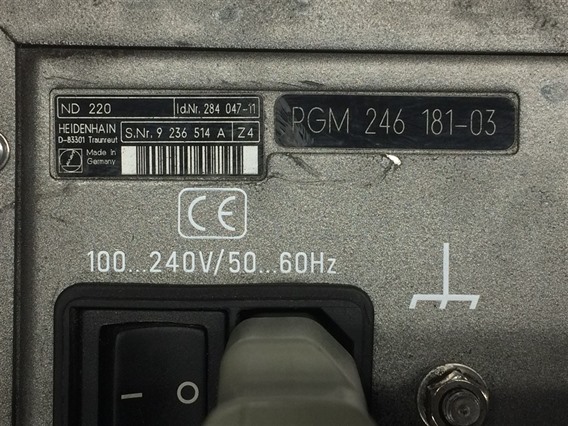 ND 220
Id.Nr. 284 047-11
HEIDENHAIN
D-83301 Traunreut
S.Nr. 9 236 514 A
Z4
Made in
Germany
PGM 246 181-03
CE
100...240V/50...60Hz
I O